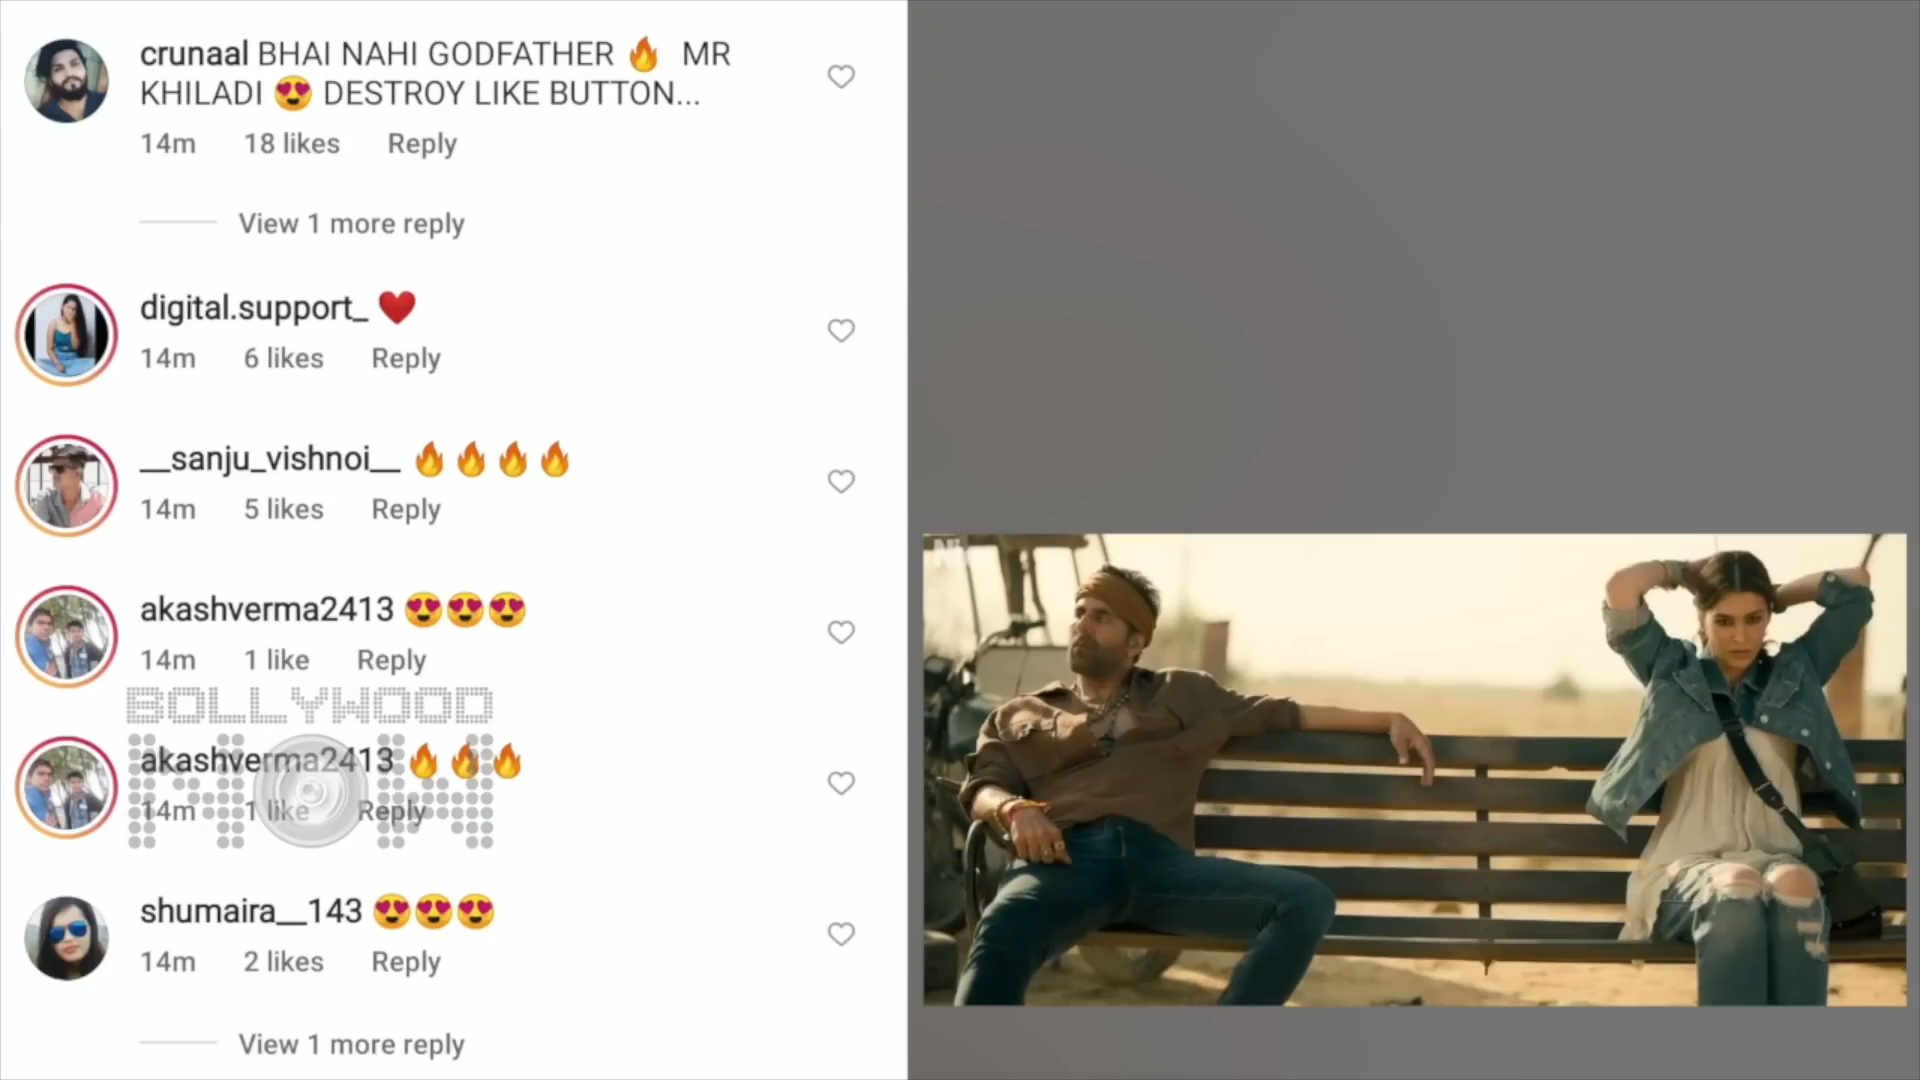 crunaal BHAI NAHI GODFATHER 🔥 MR
KHILADI 😍 DESTROY LIKE BUTTON...
14m 18 likes Reply
View 1 more reply
digital.support_ ❤️
14m 6 likes Reply
__sanju_vishnoi__ 🔥🔥🔥🔥
14m 5 likes Reply
akashverma2413 😍😍😍
14m 1 like Reply
BOLLYWOOD
NOW
akashverma2413 🔥🔥🔥
14m 1 like Reply
shumaira__143 😍😍😍
14m 2 likes Reply
View 1 more reply